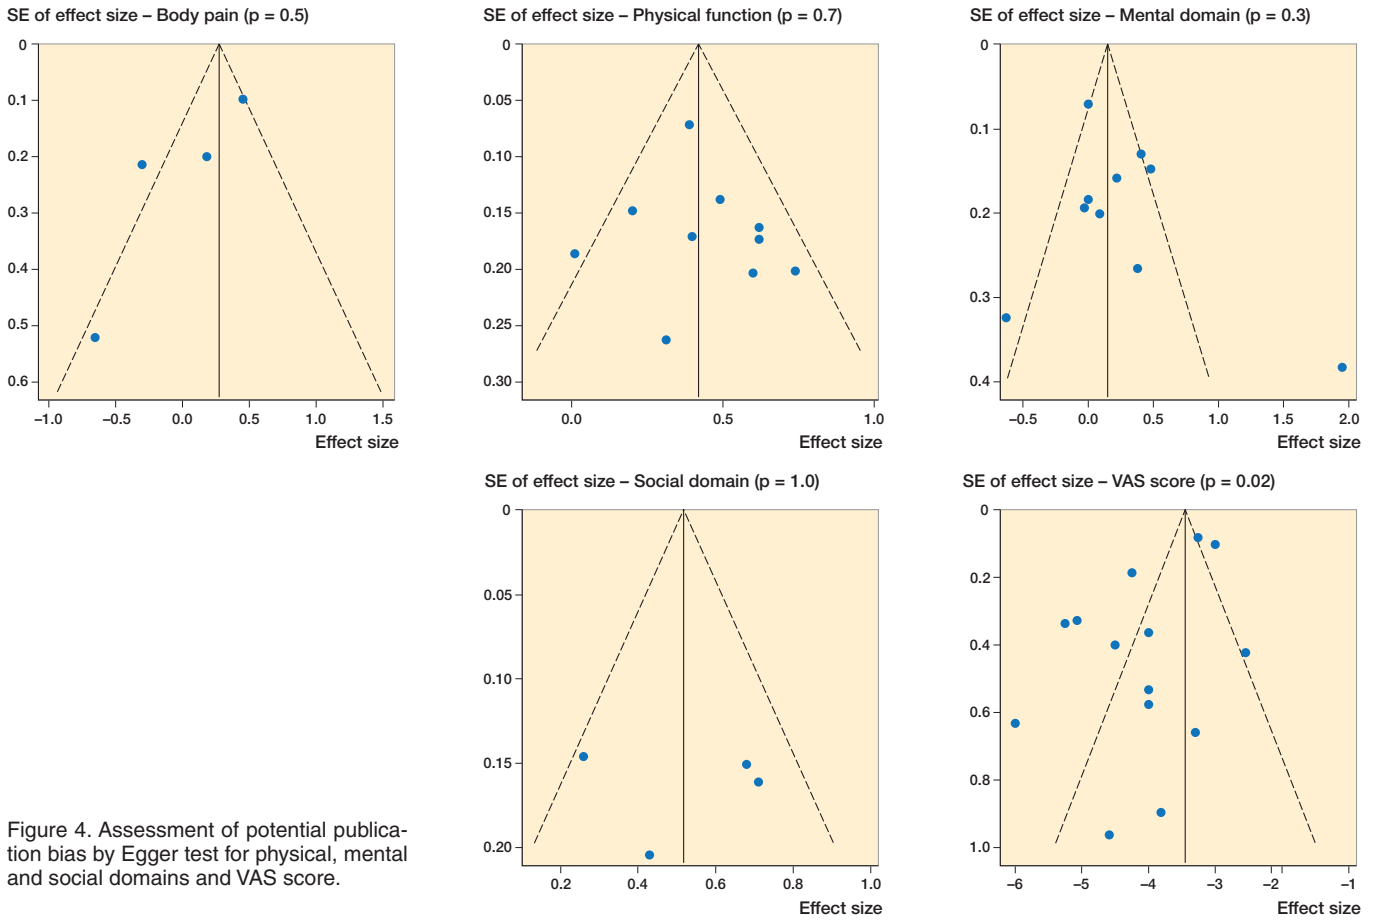 SE of effect size – Body pain (p = 0.5)
0
0.1
0.2
0.3
0.4
0.5
0.6
–1.0 –0.5 0.0 0.5 1.0 1.5
Effect size
SE of effect size – Physical function (p = 0.7)
0
0.05
0.10
0.15
0.20
0.25
0.30
0.0 0.5 1.0
Effect size
SE of effect size – Mental domain (p = 0.3)
0
0.1
0.2
0.3
0.4
–0.5 0.0 0.5 1.0 1.5 2.0
Effect size
SE of effect size – Social domain (p = 1.0)
0
0.05
0.10
0.15
0.20
0.2 0.4 0.6 0.8 1.0
Effect size
SE of effect size – VAS score (p = 0.02)
0
0.2
0.4
0.6
0.8
1.0
–6 –5 –4 –3 –2 –1
Effect size
Figure 4. Assessment of potential publica-
tion bias by Egger test for physical, mental
and social domains and VAS score.